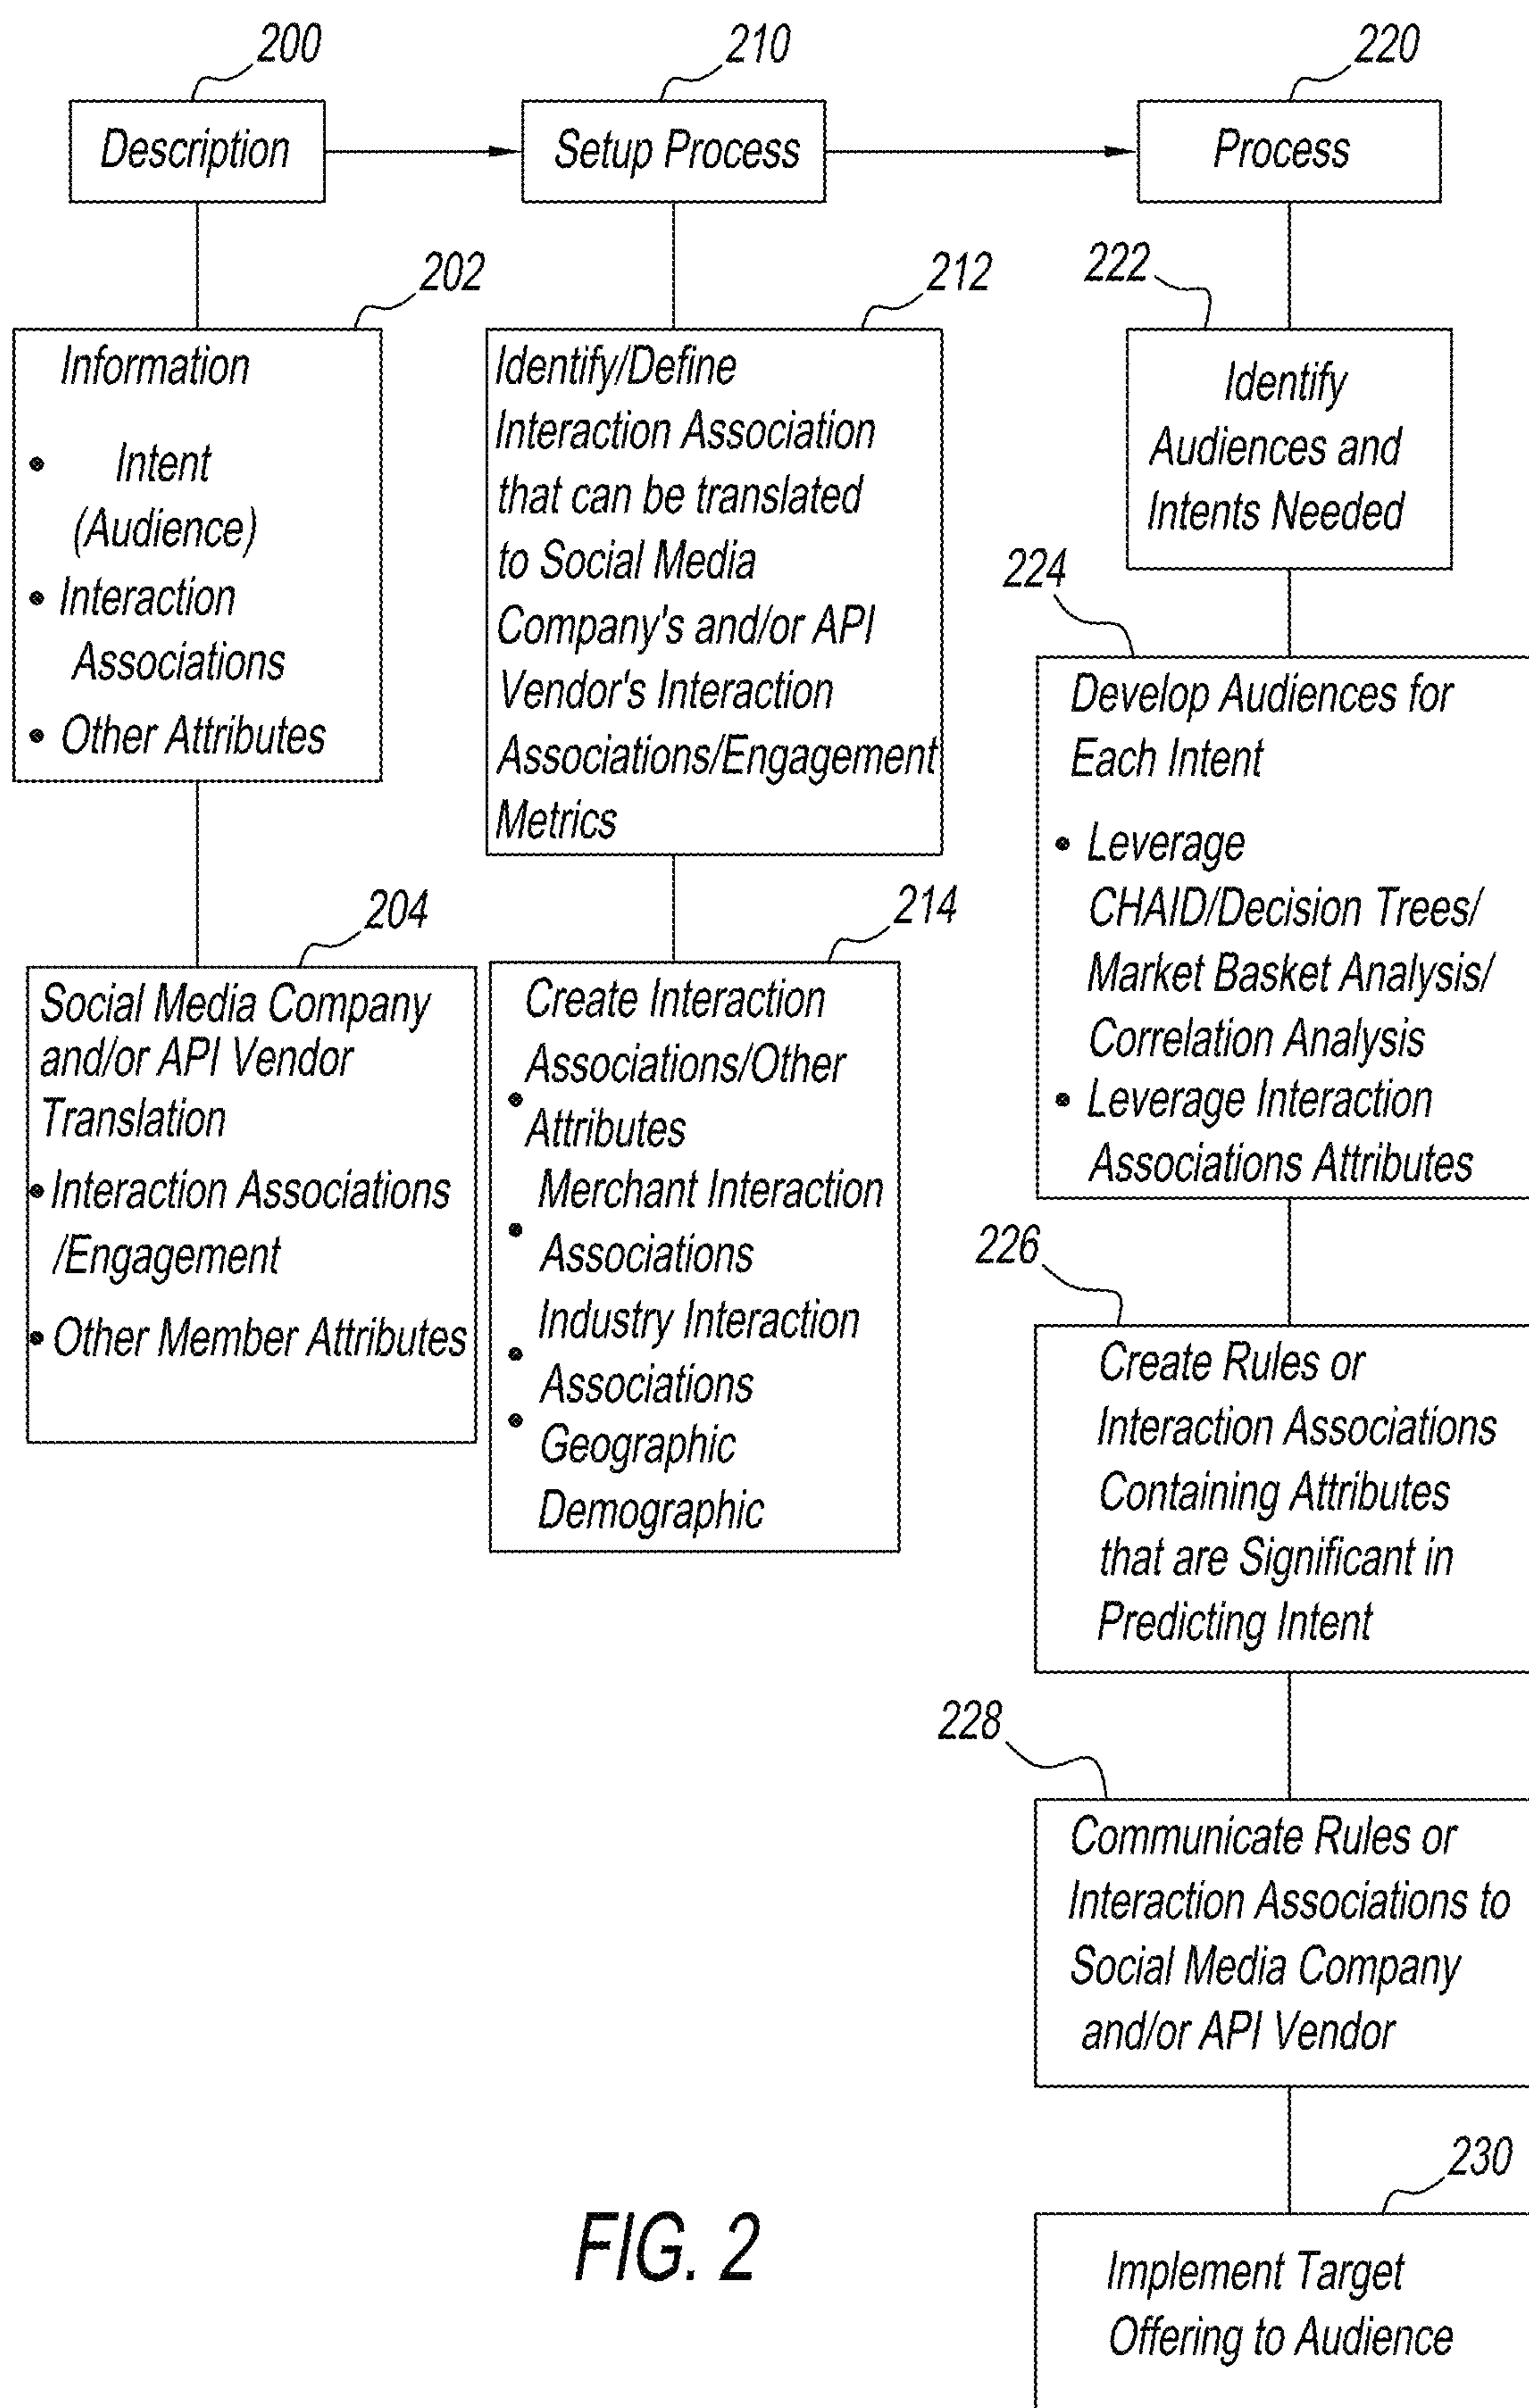 200
Description
210
Setup Process
220
Process
202
Information
• Intent
(Audience)
• Interaction
Associations
• Other Attributes
204
Social Media Company
and/or API Vendor
Translation
• Interaction Associations
/Engagement
• Other Member Attributes
212
Identify/Define
Interaction Association
that can be translated
to Social Media
Company's and/or API
Vendor's Interaction
Associations/Engagement
Metrics
214
Create Interaction
Associations/Other
• Attributes
Merchant Interaction
• Associations
Industry Interaction
• Associations
• Geographic
Demographic
222
Identify
Audiences and
Intents Needed
224
Develop Audiences for
Each Intent
• Leverage
CHAID/Decision Trees/
Market Basket Analysis/
Correlation Analysis
• Leverage Interaction
Associations Attributes
226
Create Rules or
Interaction Associations
Containing Attributes
that are Significant in
Predicting Intent
228
Communicate Rules or
Interaction Associations to
Social Media Company
and/or API Vendor
230
Implement Target
Offering to Audience
FIG. 2